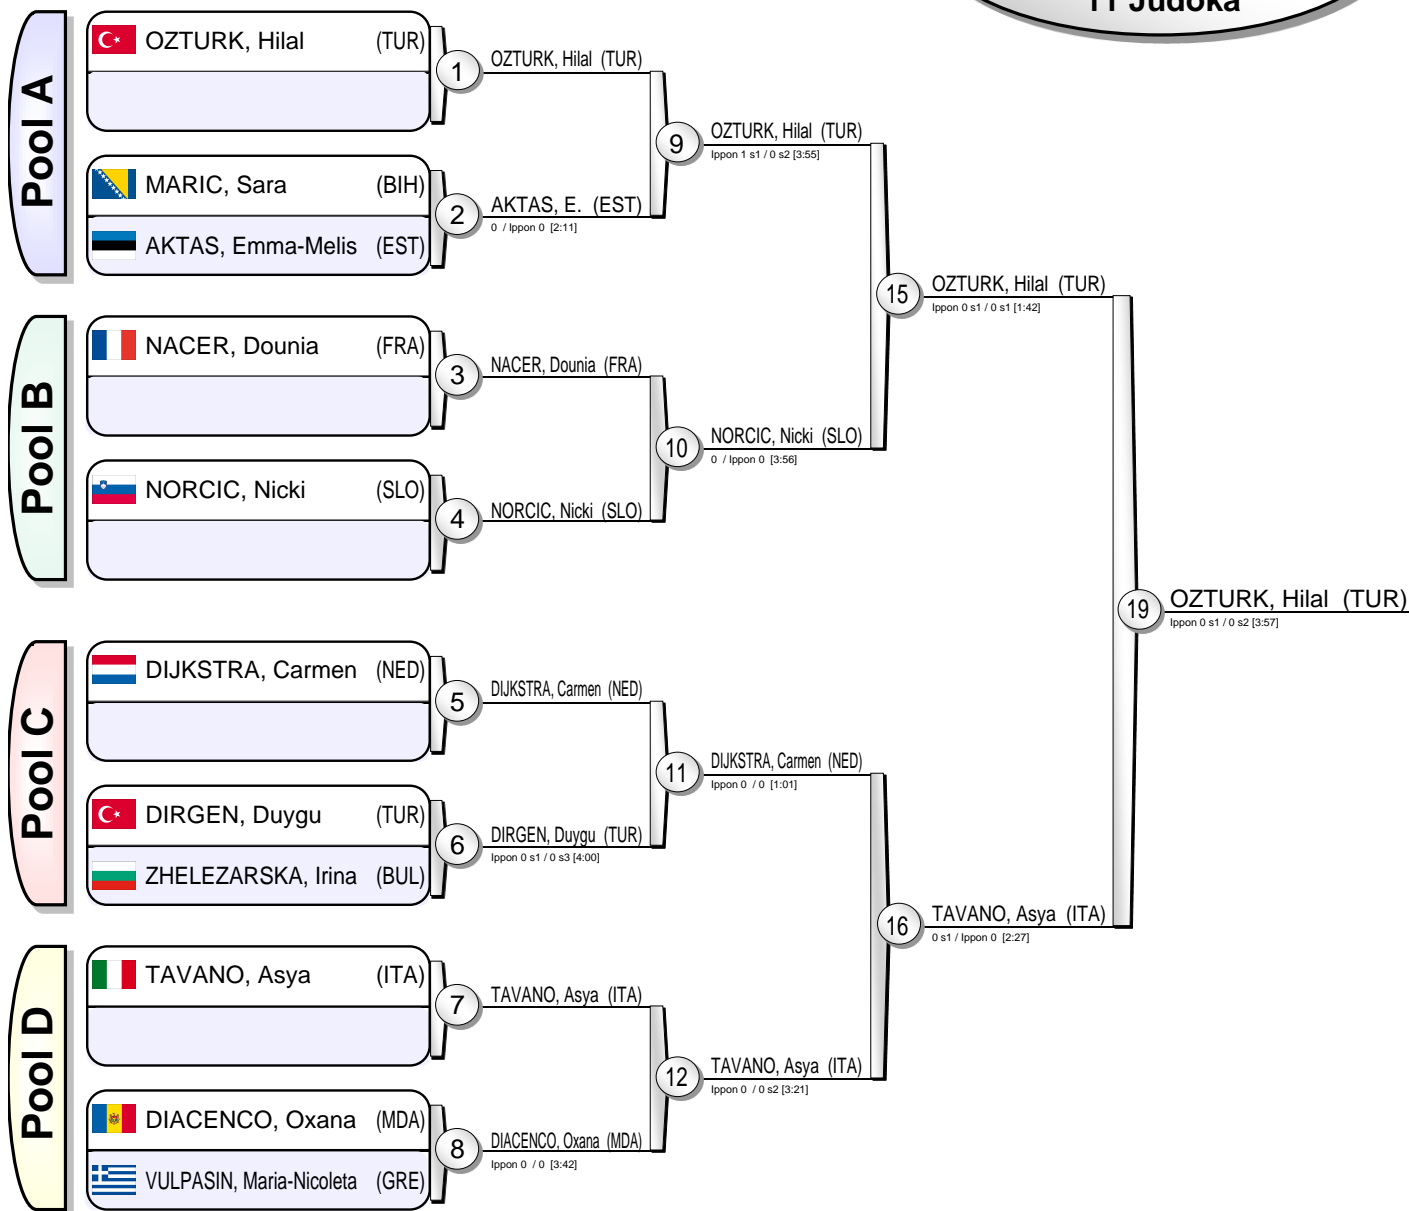 11 Judoka
Pool A
OZTURK, Hilal (TUR)
MARIC, Sara (BIH)
AKTAS, Emma-Melis (EST)
Pool B
NACER, Dounia (FRA)
NORCIC, Nicki (SLO)
Pool C
DIJKSTRA, Carmen (NED)
DIRGEN, Duygu (TUR)
ZHELEZARSKA, Irina (BUL)
Pool D
TAVANO, Asya (ITA)
DIACENCO, Oxana (MDA)
VULPASIN, Maria-Nicoleta (GRE)
1
OZTURK, Hilal (TUR)
2
AKTAS, E. (EST)
0 / Ippon 0 [2:11]
3
NACER, Dounia (FRA)
4
NORCIC, Nicki (SLO)
5
DIJKSTRA, Carmen (NED)
6
DIRGEN, Duygu (TUR)
Ippon 0 s1 / 0 s3 [4:00]
7
TAVANO, Asya (ITA)
8
DIACENCO, Oxana (MDA)
Ippon 0 / 0 [3:42]
9
OZTURK, Hilal (TUR)
Ippon 1 s1 / 0 s2 [3:55]
10
NORCIC, Nicki (SLO)
0 / Ippon 0 [3:56]
11
DIJKSTRA, Carmen (NED)
Ippon 0 / 0 [1:01]
12
TAVANO, Asya (ITA)
Ippon 0 / 0 s2 [3:21]
15
OZTURK, Hilal (TUR)
Ippon 0 s1 / 0 s1 [1:42]
16
TAVANO, Asya (ITA)
0 s1 / Ippon 0 [2:27]
19
OZTURK, Hilal (TUR)
Ippon 0 s1 / 0 s2 [3:57]